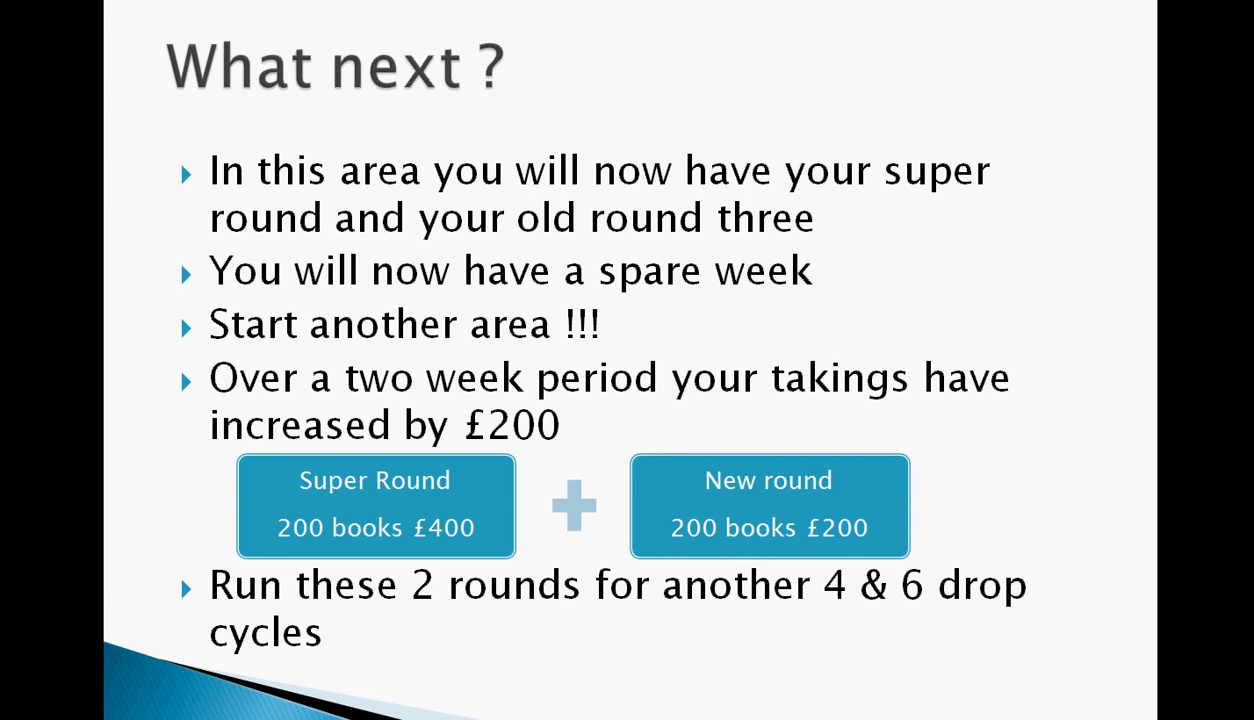 What next ?
In this area you will now have your super
round and your old round three
You will now have a spare week
Start another area !!!
Over a two week period your takings have
increased by £200
Super Round
200 books £400
New round
200 books £200
Run these 2 rounds for another 4 & 6 drop
cycles